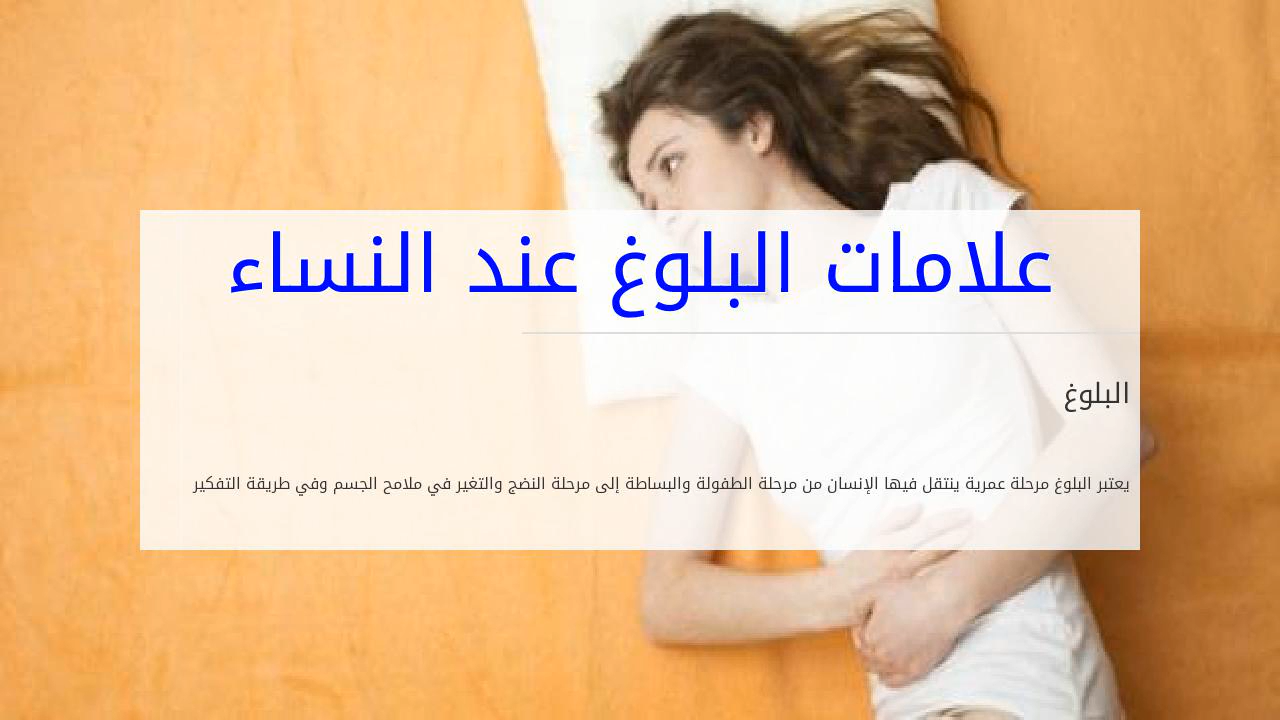 علامات البلوغ عند النساء
البلوغ
يعتبر البلوغ مرحلة عمرية ينتقل فيها الإنسان من مرحلة الطفولة والبساطة إلى مرحلة النضج والتغير في ملامح الجسم وفي طريقة التفكير